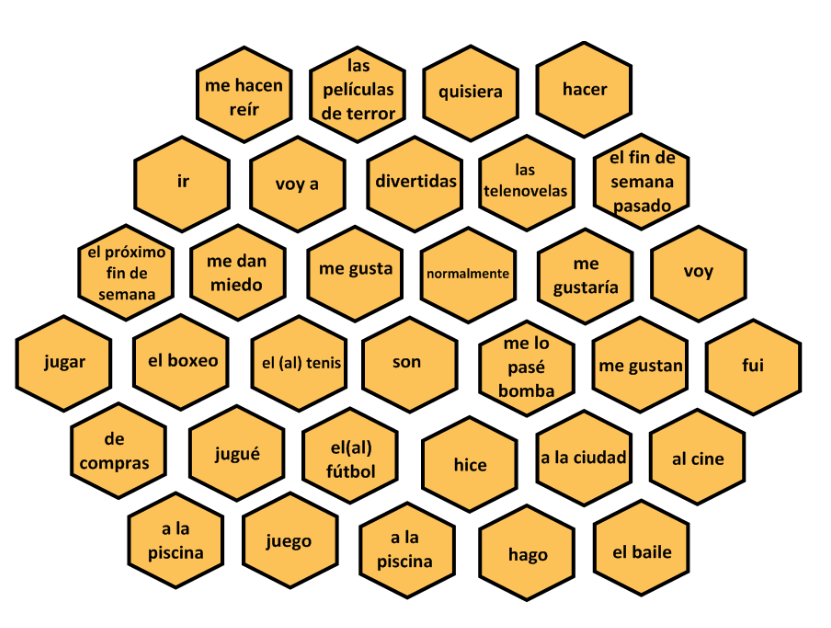 me hacen
reír
las
películas
de terror
quisiera
hacer
ir
voy a
divertidas
las
telenovelas
el fin de
semana
pasado
el próximo
fin de
semana
me dan
miedo
me gusta
normalmente
me
gustaría
voy
jugar
el boxeo
el (al) tenis
son
me lo
pasé
bomba
me gustan
fui
de
compras
jugué
el(al)
fútbol
hice
a la ciudad
al cine
a la
piscina
juego
a la
piscina
hago
el baile